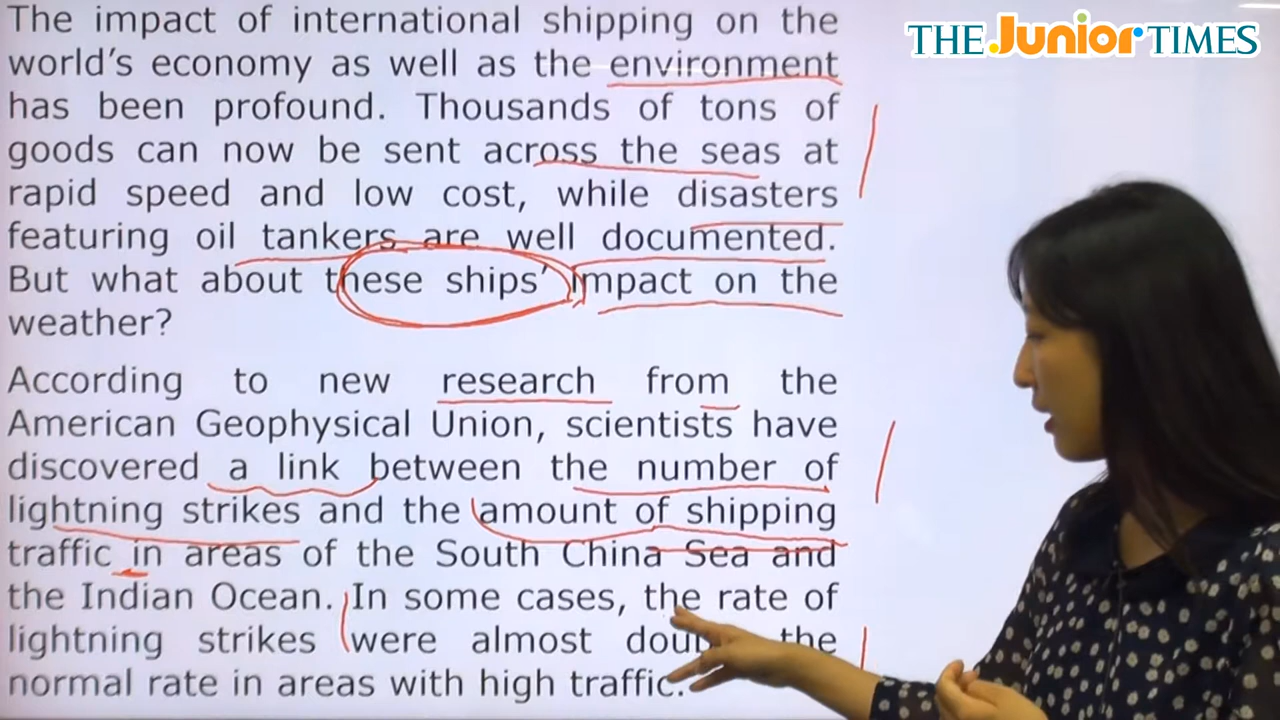 The impact of international shipping on the
world's economy as well as the environment
has been profound. Thousands of tons of
goods can now be sent across the seas at
rapid speed and low cost, while disasters
featuring oil tankers are well documented.
But what about these ships' impact on the
weather?
According to new research from the
American Geophysical Union, scientists have
discovered a link between the number of
lightning strikes and the amount of shipping
traffic in areas of the South China Sea and
the Indian Ocean. In some cases, the rate of
lightning strikes were almost the
normal rate in areas with high traffic.
THE Junior TIMES